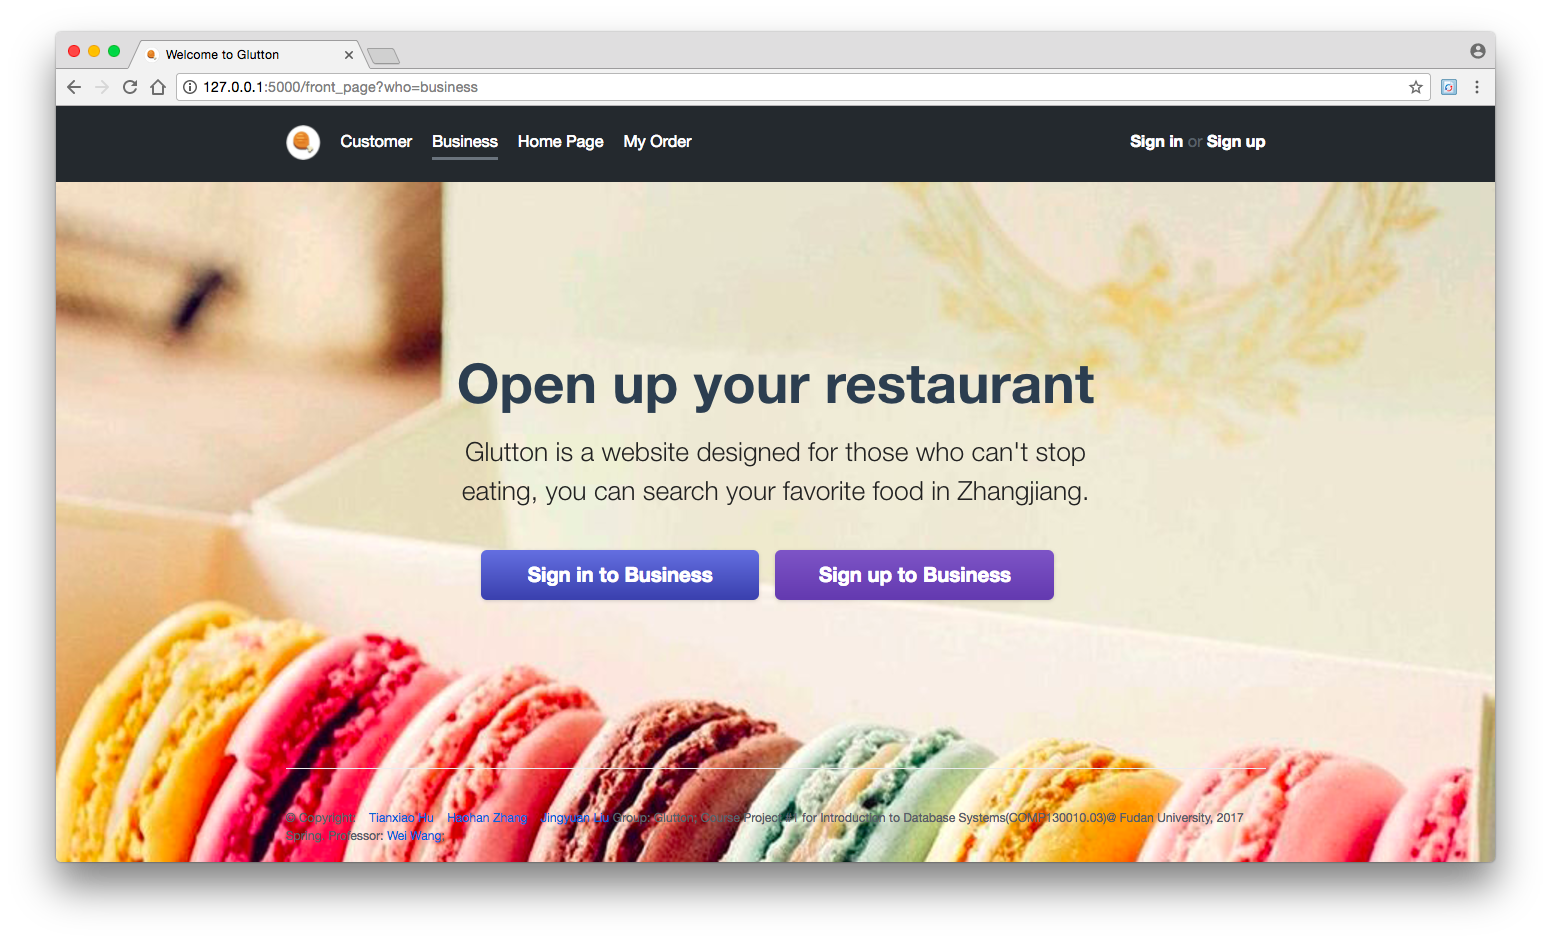 Welcome to Glutton
127.0.0.1:5000/front_page?who=business
Customer Business Home Page My Order Sign in or Sign up
Open up your restaurant
Glutton is a website designed for those who can't stop
eating, you can search your favorite food in Zhangjiang.
Sign in to Business Sign up to Business
© Copyright: Tianxiao Hu Haohan Zhang Jingyuan Liu Group: Glutton; Course Project #1 for Introduction to Database Systems(COMP130010.03)@ Fudan University, 2017
Spring. Professor: Wei Wang;